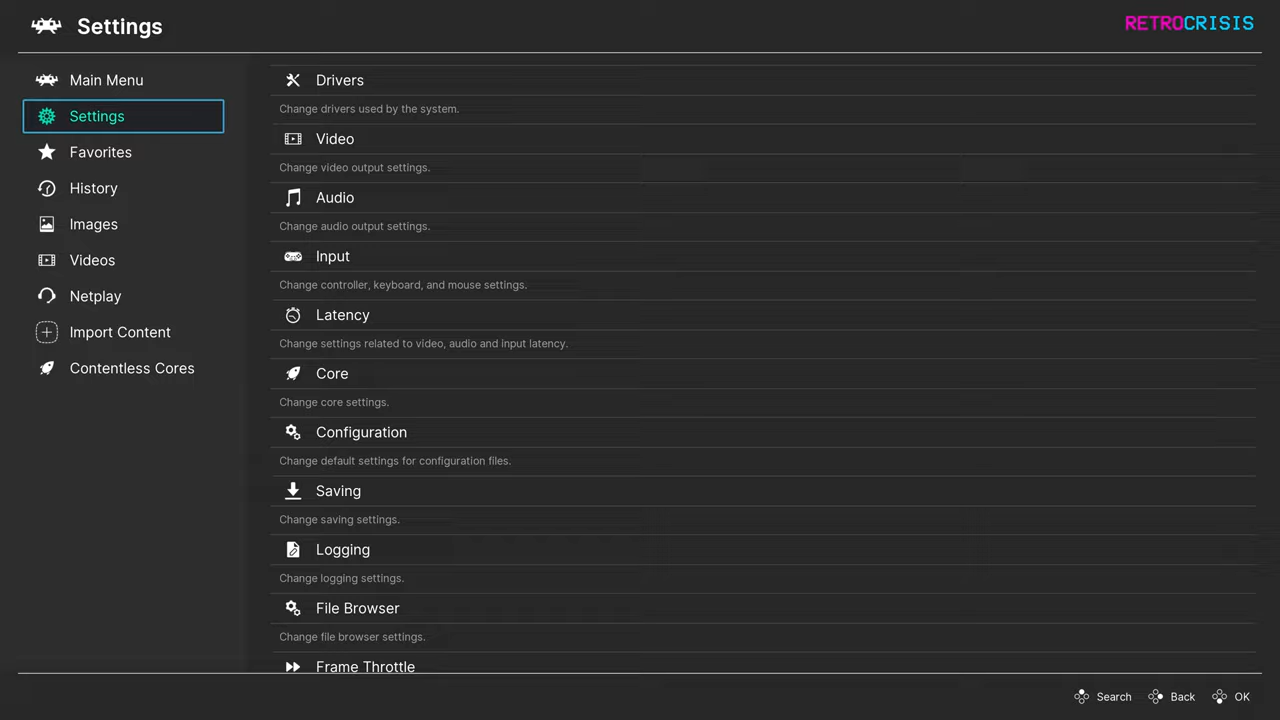 Settings
RETROCRISIS
Main Menu
Settings
Favorites
History
Images
Videos
Netplay
Import Content
Contentless Cores
Drivers
Change drivers used by the system.
Video
Change video output settings.
Audio
Change audio output settings.
Input
Change controller, keyboard, and mouse settings.
Latency
Change settings related to video, audio and input latency.
Core
Change core settings.
Configuration
Change default settings for configuration files.
Saving
Change saving settings.
Logging
Change logging settings.
File Browser
Change file browser settings.
Frame Throttle
Search Back OK